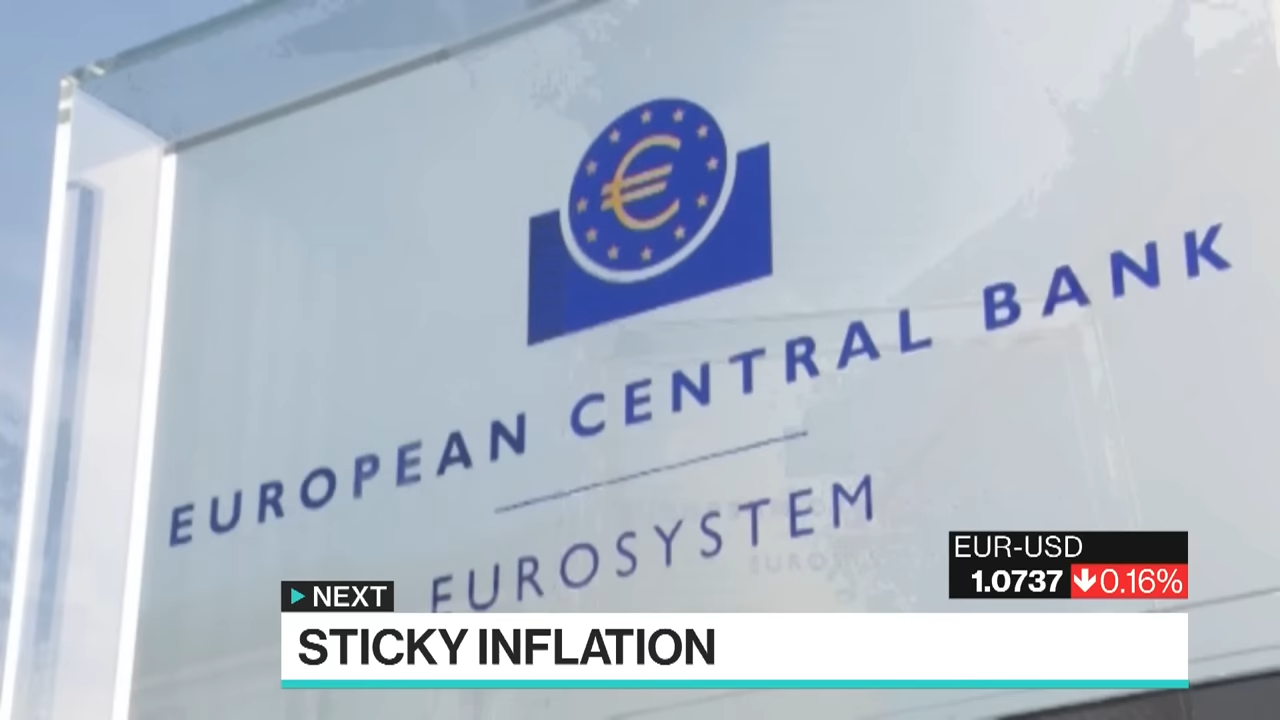 €
EUROPEAN CENTRAL BANK
EUROSYSTEM
EUR-USD
1.0737 ↓0.16%
NEXT
STICKY INFLATION